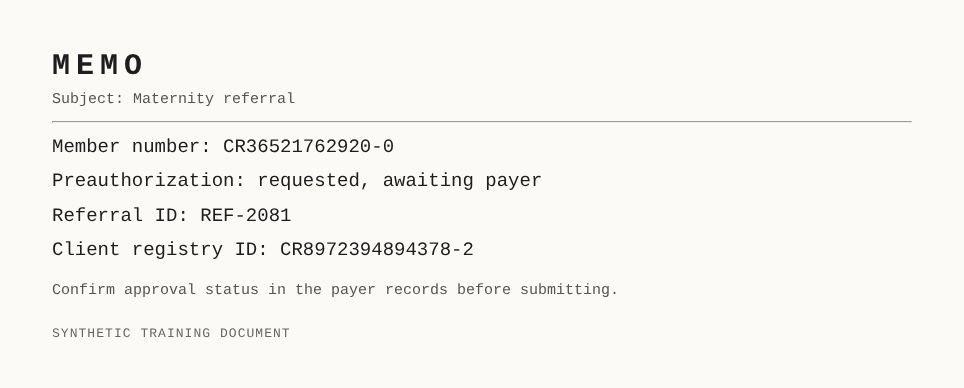 MEMO
Subject: Maternity referral
Member number: CR36521762920-0
Preauthorization: requested, awaiting payer
Referral ID: REF-2081
Client registry ID: CR8972394894378-2
Confirm approval status in the payer records before submitting.
SYNTHETIC TRAINING DOCUMENT